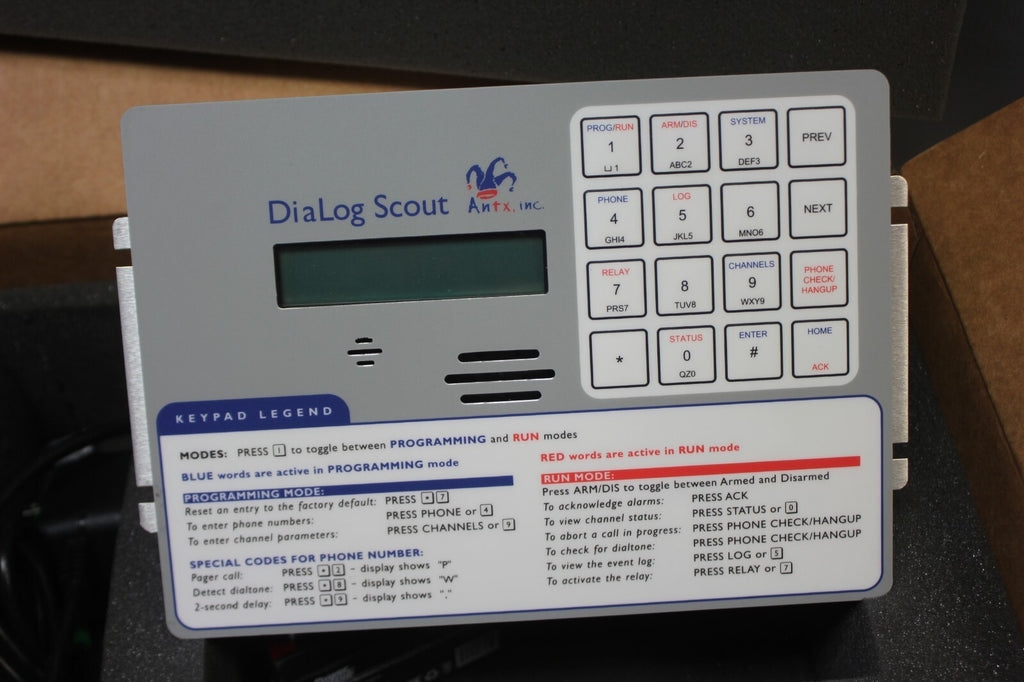 DiaLog Scout
Antx, inc.
PROG/RUN
1
⌴ 1
ARM/DIS
2
ABC2
SYSTEM
3
DEF3
PREV
PHONE
4
GHI4
LOG
5
JKL5
6
MNO6
NEXT
RELAY
7
PRS7
8
TUV8
CHANNELS
9
WXY9
PHONE
CHECK/
HANGUP
*
STATUS
0
QZ0
ENTER
#
HOME
ACK
KEYPAD LEGEND
MODES: PRESS 1 to toggle between PROGRAMMING and RUN modes
BLUE words are active in PROGRAMMING mode
PROGRAMMING MODE:
Reset an entry to the factory default: PRESS * 7
To enter phone numbers: PRESS PHONE or 4
To enter channel parameters: PRESS CHANNELS or 9
SPECIAL CODES FOR PHONE NUMBER:
Pager call: PRESS * 2 - display shows "P"
Detect dialtone: PRESS * 8 - display shows "W"
2-second delay: PRESS * 9 - display shows "."
RED words are active in RUN mode
RUN MODE:
Press ARM/DIS to toggle between Armed and Disarmed
To acknowledge alarms: PRESS ACK
To view channel status: PRESS STATUS or 0
To abort a call in progress: PRESS PHONE CHECK/HANGUP
To check for dialtone: PRESS PHONE CHECK/HANGUP
To view the event log: PRESS LOG or 5
To activate the relay: PRESS RELAY or 7